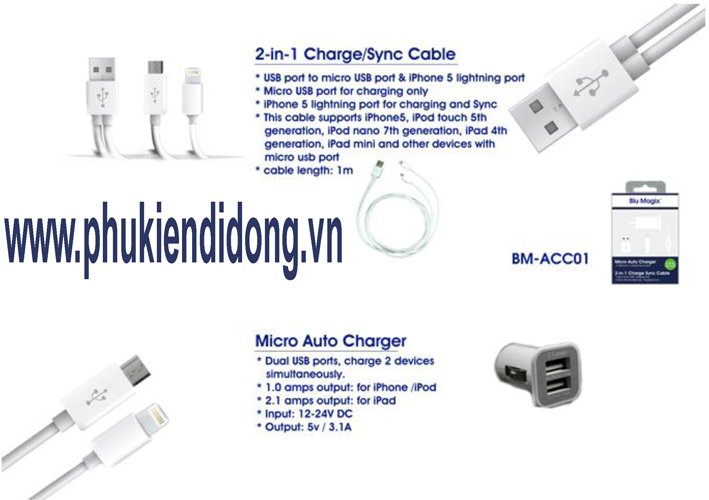 2-in-1 Charge/Sync Cable
* USB port to micro USB port & iPhone 5 lightning port
* Micro USB port for charging only
* iPhone 5 lightning port for charging and Sync
* This cable supports iPhone5, iPod touch 5th
generation, iPod nano 7th generation, iPad 4th
generation, iPad mini and other devices with
micro usb port
* cable length: 1m
www.phukiendidong.vn
Blu Magix
BM-ACC01
Micro Auto Charger
2-in-1 Charge Sync Cable
Micro Auto Charger
* Dual USB ports, charge 2 devices
simultaneously.
* 1.0 amps output: for iPhone /iPod
* 2.1 amps output: for iPad
* Input: 12-24V DC
* Output: 5v / 3.1A